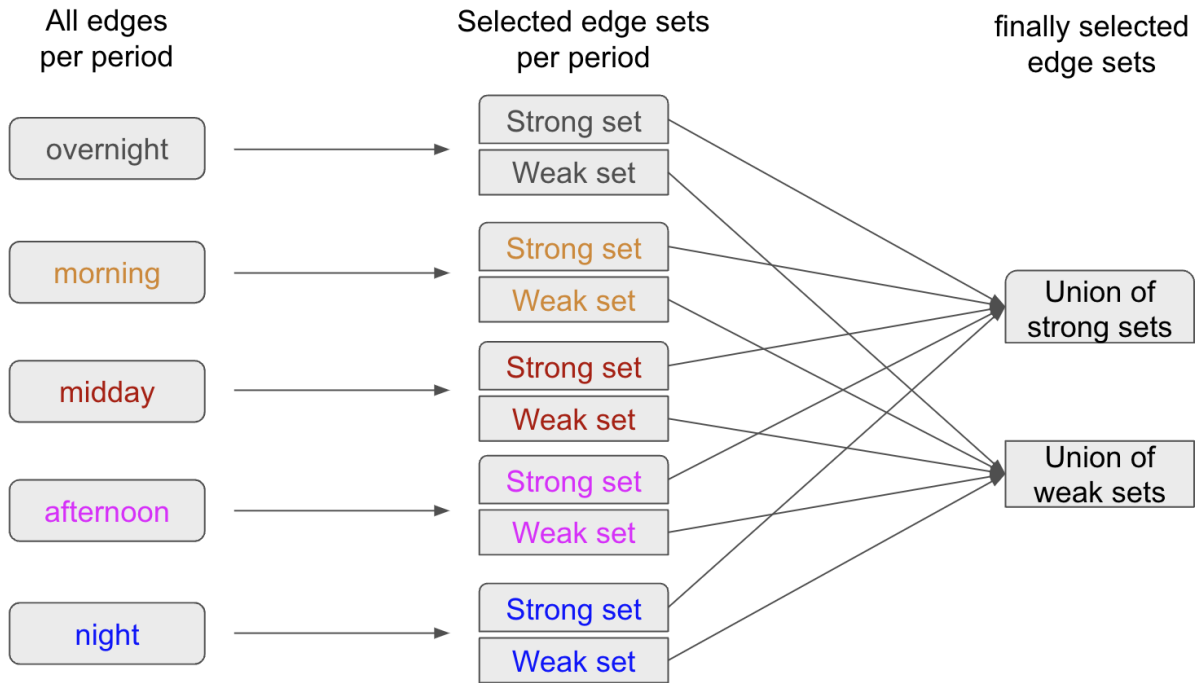 All edges
per period
Selected edge sets
per period
finally selected
edge sets
overnight
Strong set
Weak set
morning
Strong set
Weak set
midday
Strong set
Weak set
afternoon
Strong set
Weak set
night
Strong set
Weak set
Union of
strong sets
Union of
weak sets